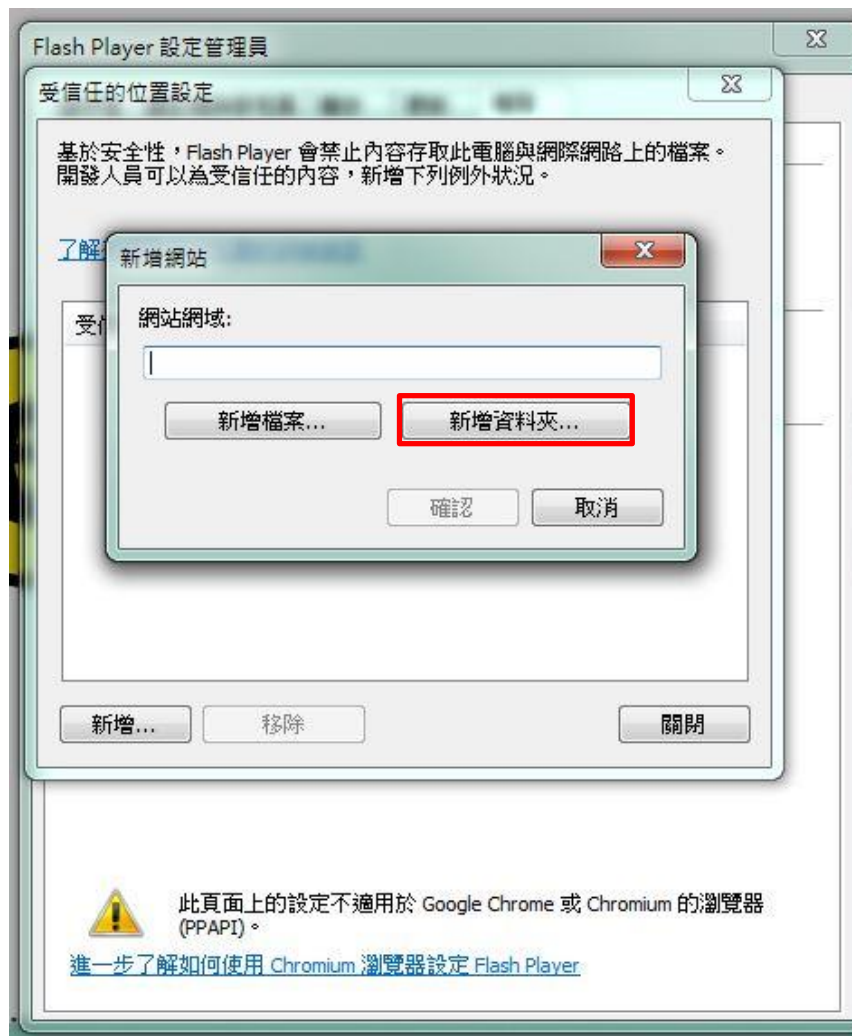 Flash Player 設定管理員
受信任的位置設定
基於安全性，Flash Player 會禁止內容存取此電腦與網際網路上的檔案。
開發人員可以為受信任的內容，新增下列例外狀況。
了解
新增網站
受信
網站網域:
新增檔案... 新增資料夾...
確認 取消
新增... 移除 關閉
此頁面上的設定不適用於 Google Chrome 或 Chromium 的瀏覽器
(PPAPI)。
進一步了解如何使用 Chromium 瀏覽器設定 Flash Player